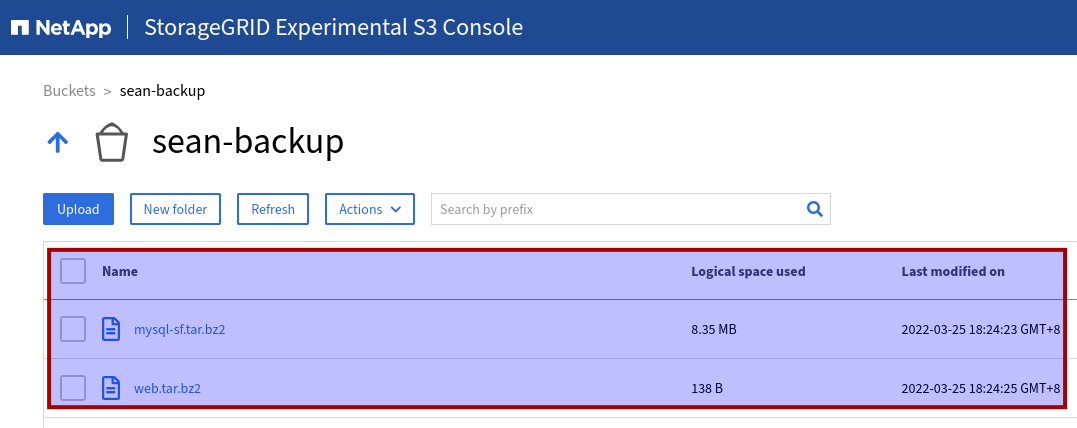 NetApp StorageGRID Experimental S3 Console
Buckets > sean-backup
sean-backup
Upload New folder Refresh Actions Search by prefix
Name Logical space used Last modified on
mysql-sf.tar.bz2 8.35 MB 2022-03-25 18:24:23 GMT+8
web.tar.bz2 138 B 2022-03-25 18:24:25 GMT+8